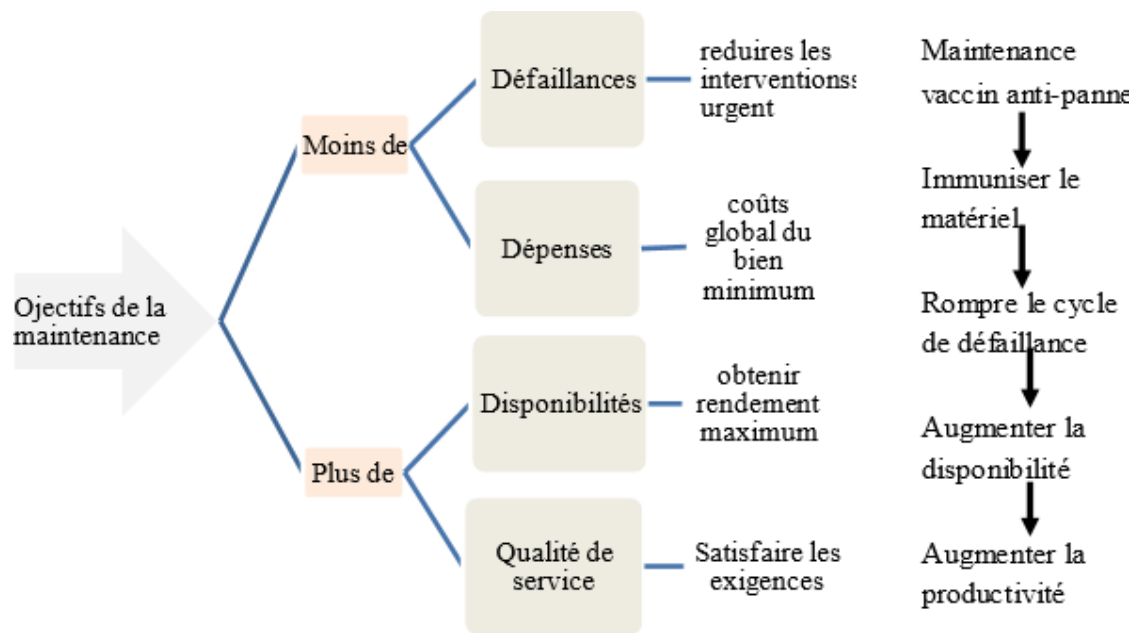 Ojectifs de la
maintenance
Moins de
Défaillances
reduires les
interventionss
urgent
Dépenses
coûts
global du
bien
minimum
Plus de
Disponibilités
obtenir
rendement
maximum
Qualité de
service
Satisfaire les
exigences
Maintenance
vaccin anti-panne
Immuniser le
matériel
Rompre le cycle
de défaillance
Augmenter la
disponibilité
Augmenter la
productivité